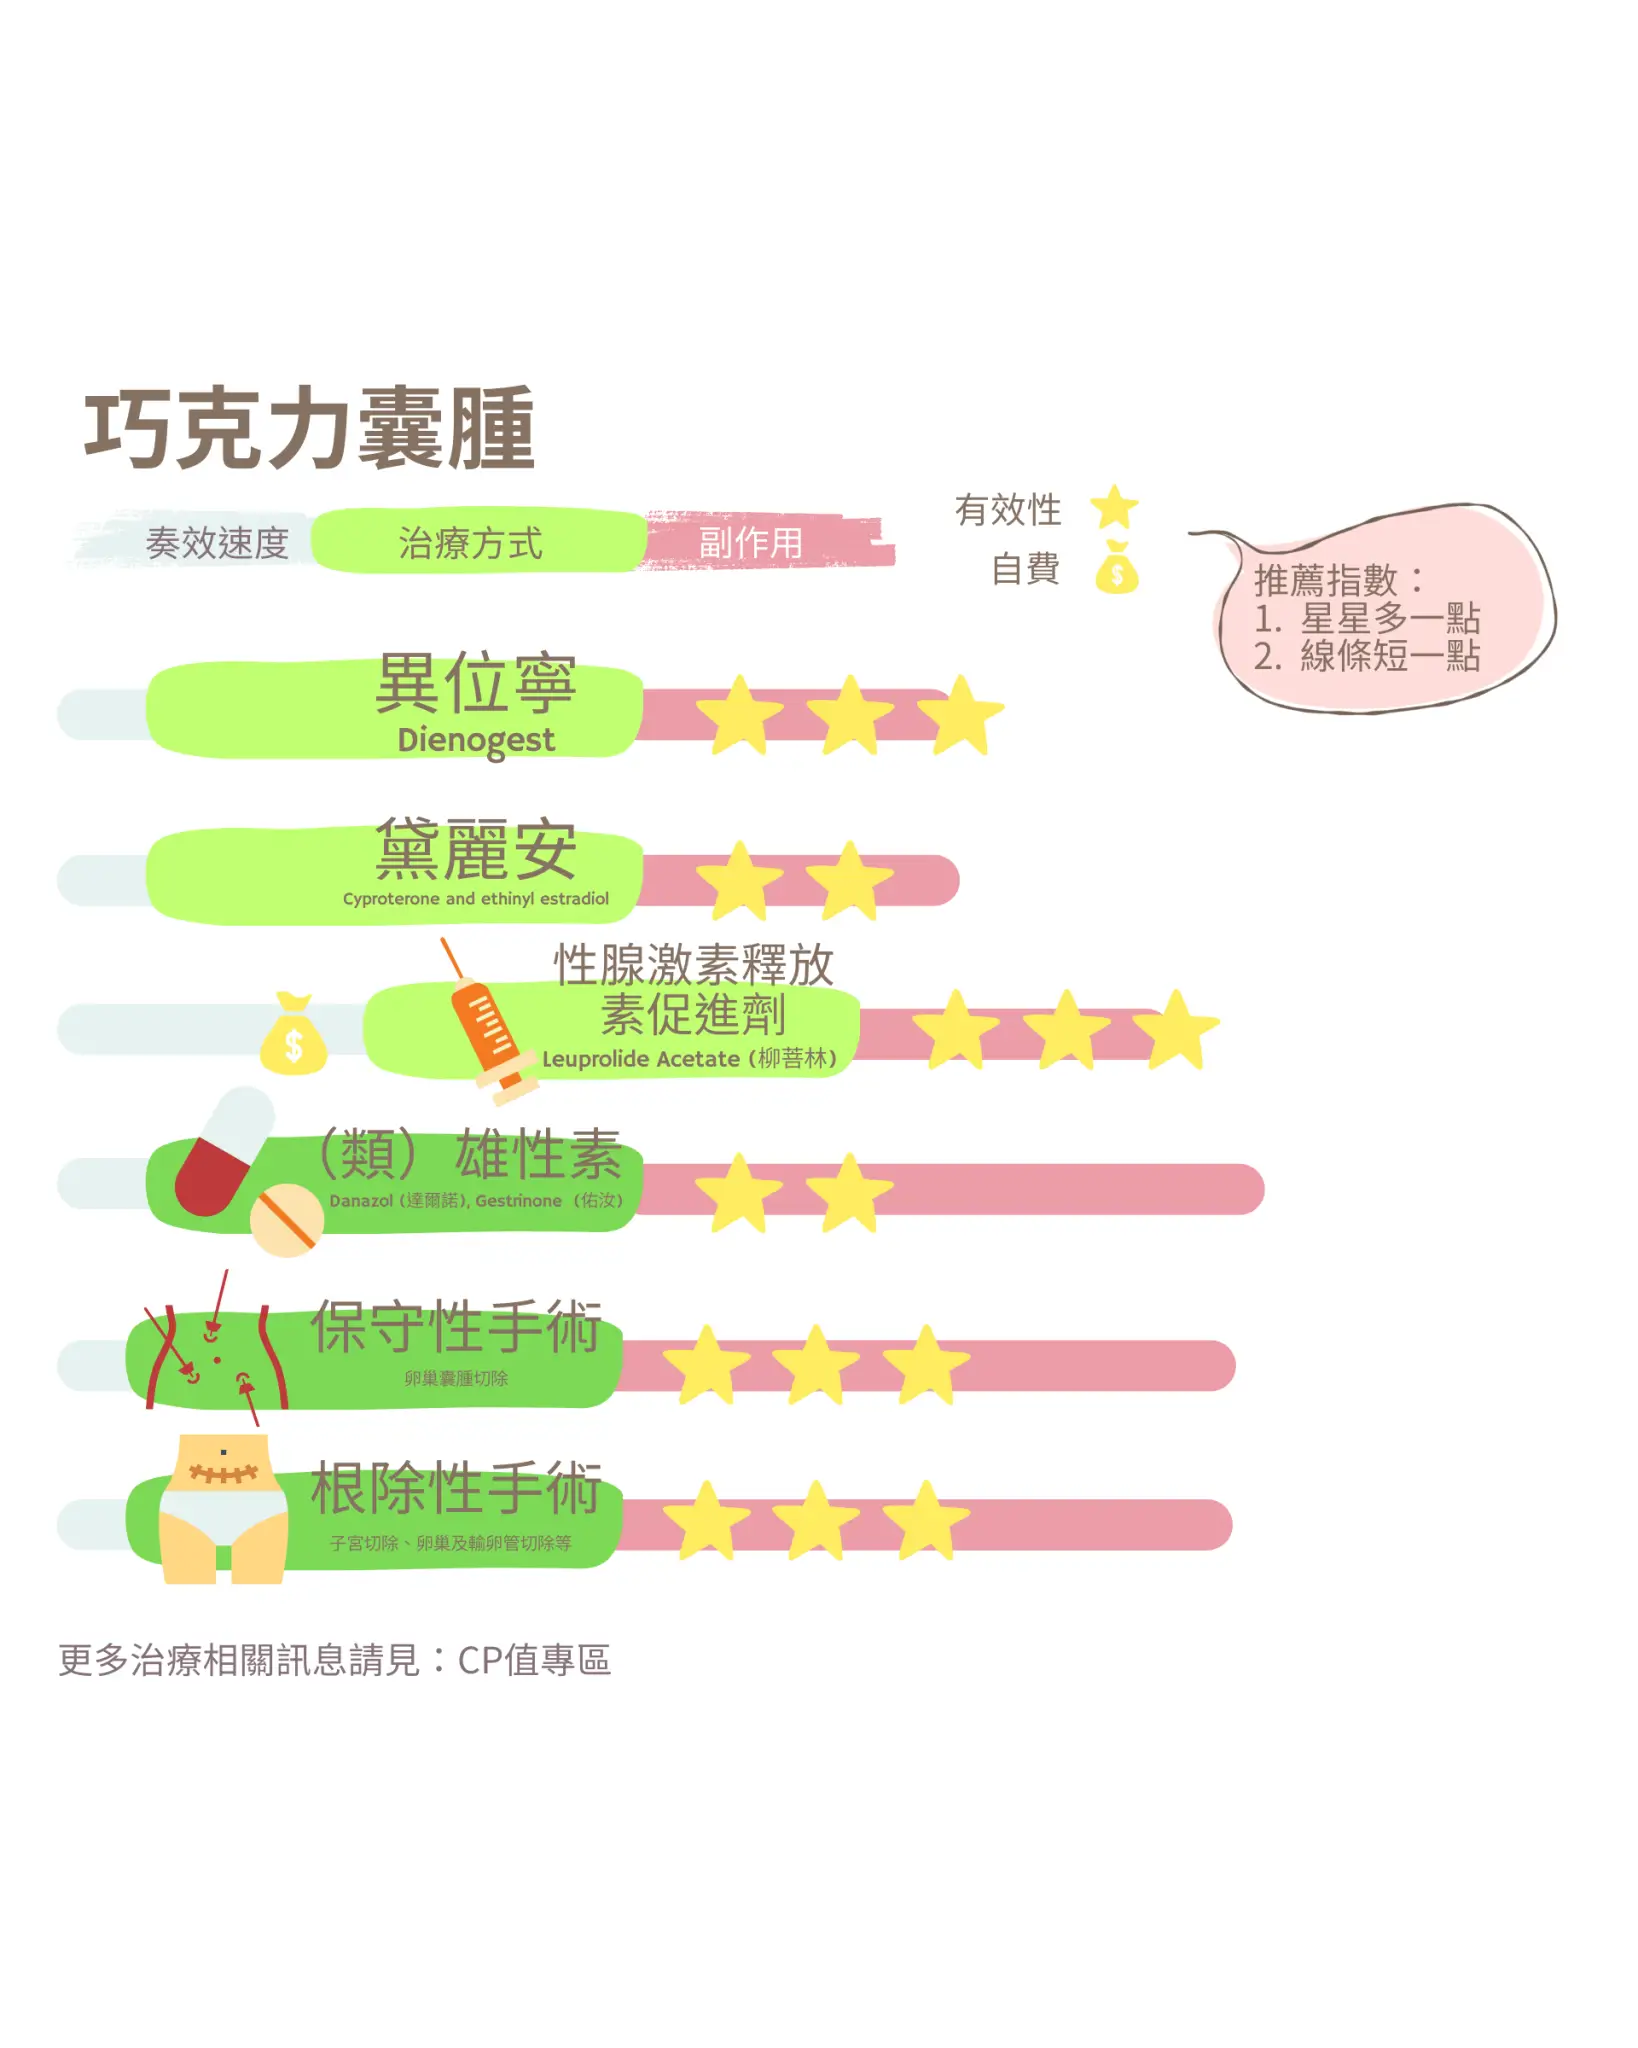 巧克力囊腫
奏效速度
治療方式
副作用
有效性
自費
$
推薦指數：
1. 星星多一點
2. 線條短一點
異位寧
Dienogest
黛麗安
Cyproterone and ethinyl estradiol
性腺激素釋放
素促進劑
Leuprolide Acetate (柳菩林)
$
（類）雄性素
Danazol (達爾諾), Gestrinone (佑汝)
保守性手術
卵巢囊腫切除
根除性手術
子宮切除、卵巢及輸卵管切除等
更多治療相關訊息請見：CP值專區